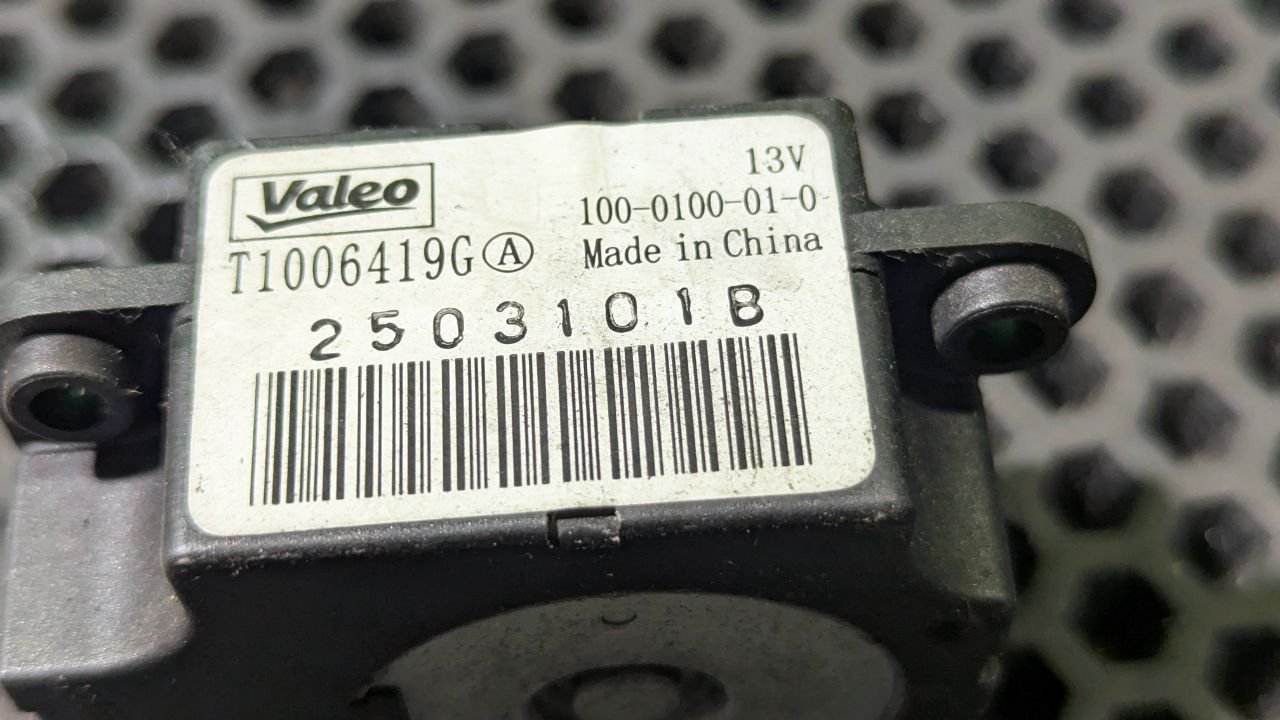 Valeo
13V
100-0100-01-0
T1006419G Ⓐ
Made in China
2503101B